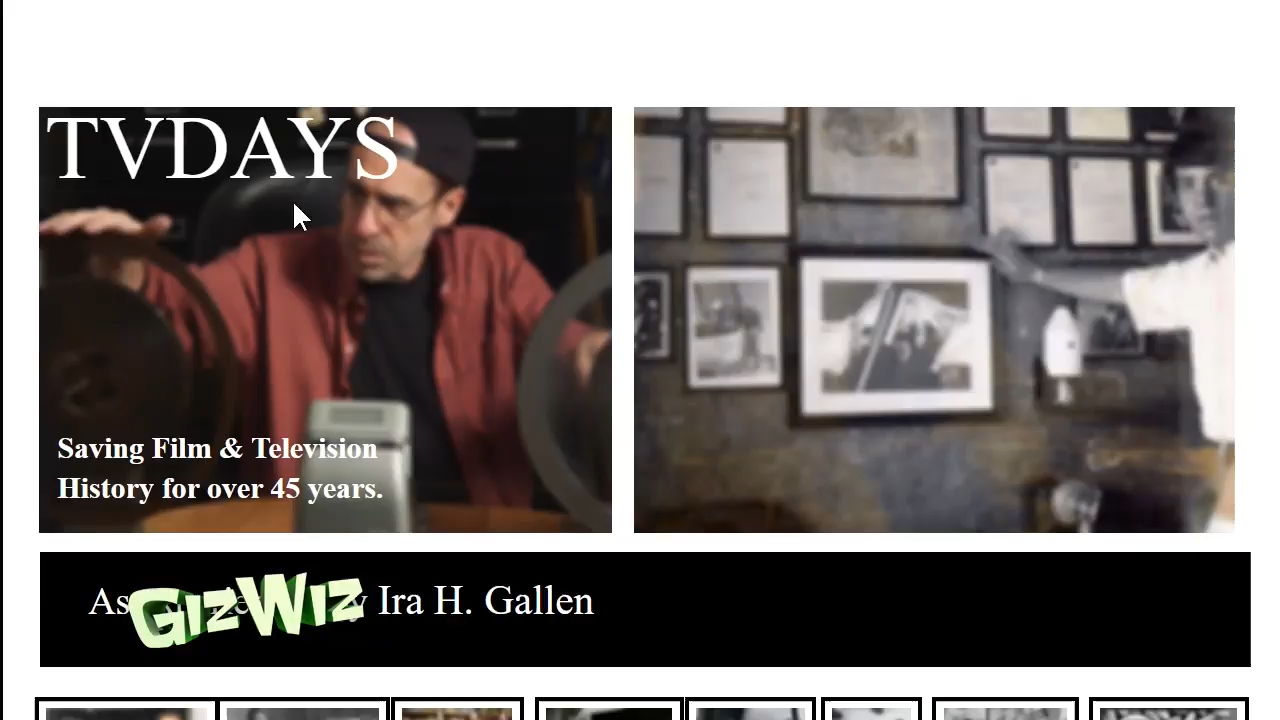 TVDAYS
Saving Film & Television
History for over 45 years.
As
Ira H. Gallen
GizWiz